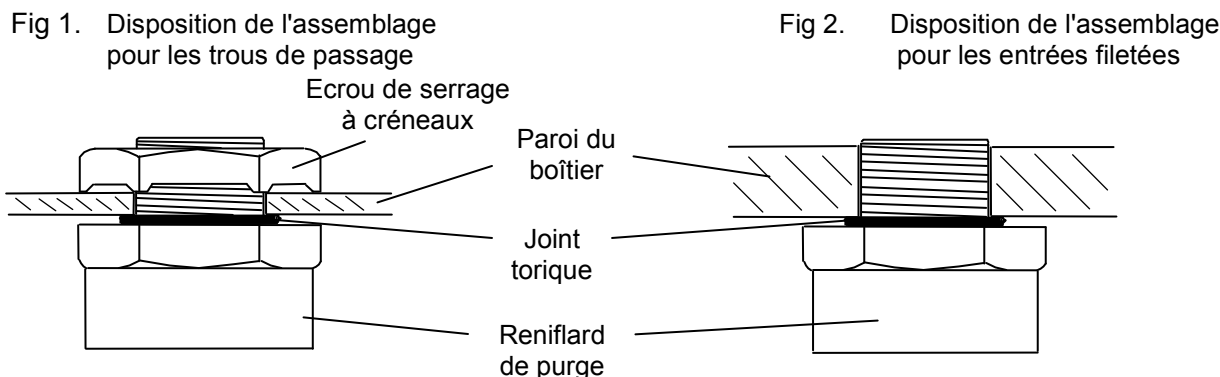 Fig 1. Disposition de l'assemblage
pour les trous de passage
Fig 2. Disposition de l'assemblage
pour les entrées filetées
Ecrou de serrage
à créneaux
Paroi du
boîtier
Joint
torique
Reniflard
de purge